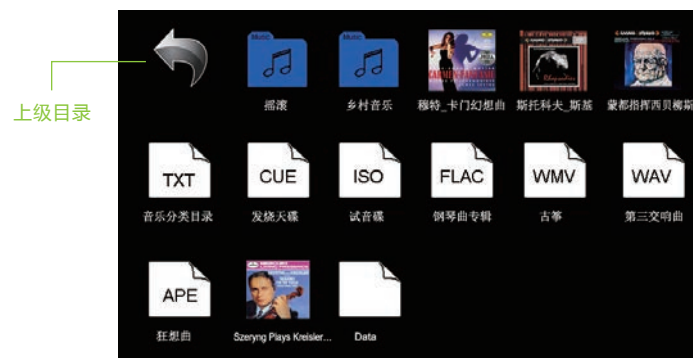 上级目录
Music
Music
摇滚
乡村音乐
穆特_卡门幻想曲
斯托科夫_斯基
蒙都指挥西贝柳斯
TXT
CUE
ISO
FLAC
WMV
WAV
音乐分类目录
发烧天碟
试音碟
钢琴曲专辑
古筝
第三交响曲
APE
狂想曲
Szeryng Plays Kreisler...
Data
CARMEN-FANTASIE
Rhapsodies